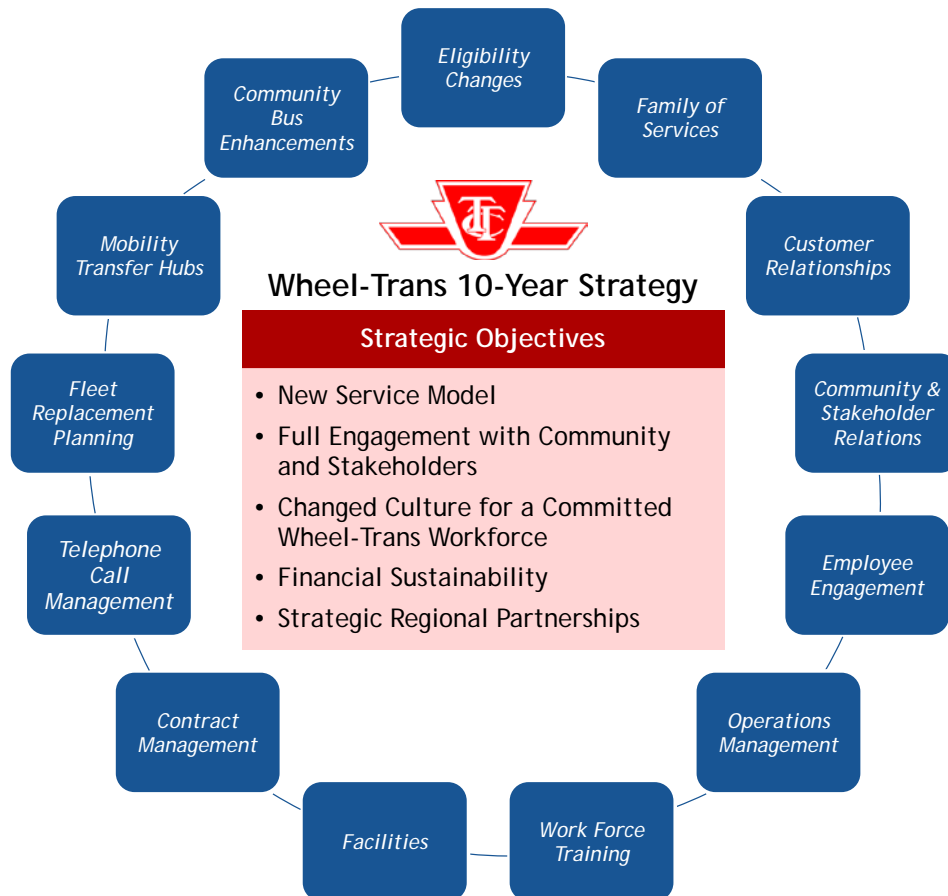 Eligibility
Changes
Family of
Services
Customer
Relationships
Community &
Stakeholder
Relations
Employee
Engagement
Operations
Management
Work Force
Training
Facilities
Contract
Management
Telephone
Call
Management
Fleet
Replacement
Planning
Mobility
Transfer Hubs
Community
Bus
Enhancements
TTC
Wheel-Trans 10-Year Strategy
Strategic Objectives
• New Service Model
• Full Engagement with Community
and Stakeholders
• Changed Culture for a Committed
Wheel-Trans Workforce
• Financial Sustainability
• Strategic Regional Partnerships